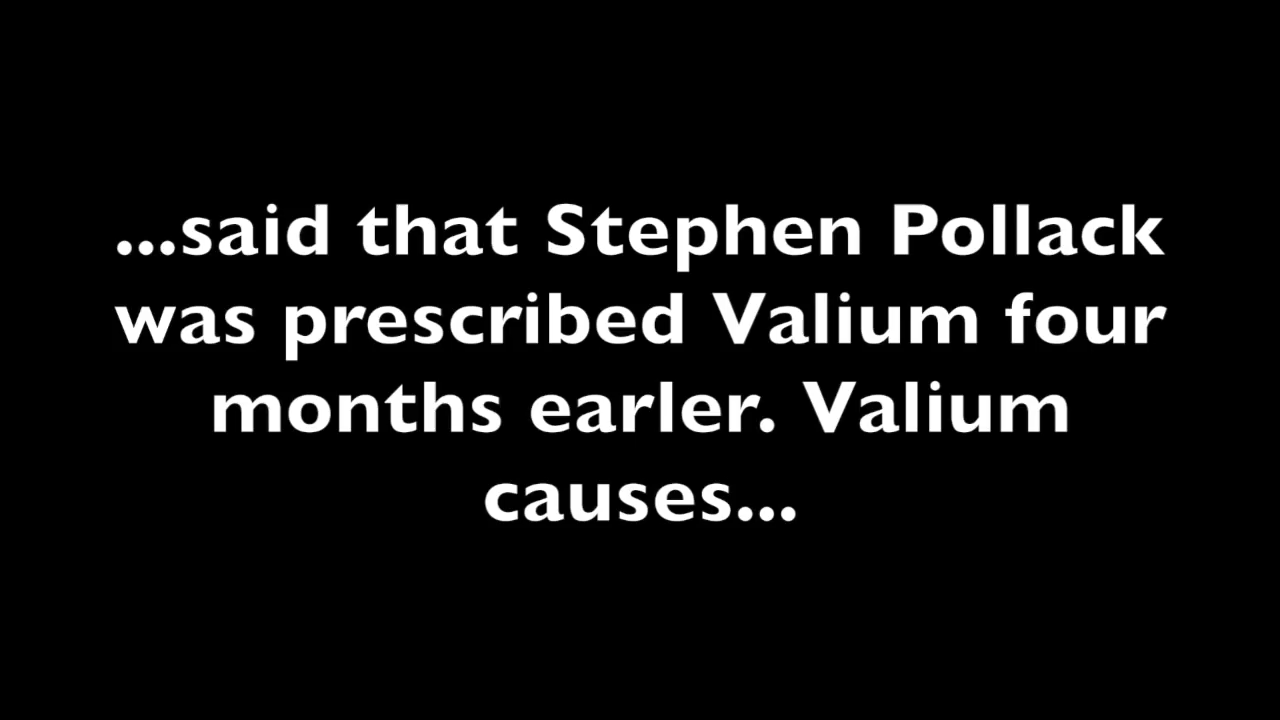 ...said that Stephen Pollack
was prescribed Valium four
months earler. Valium
causes...